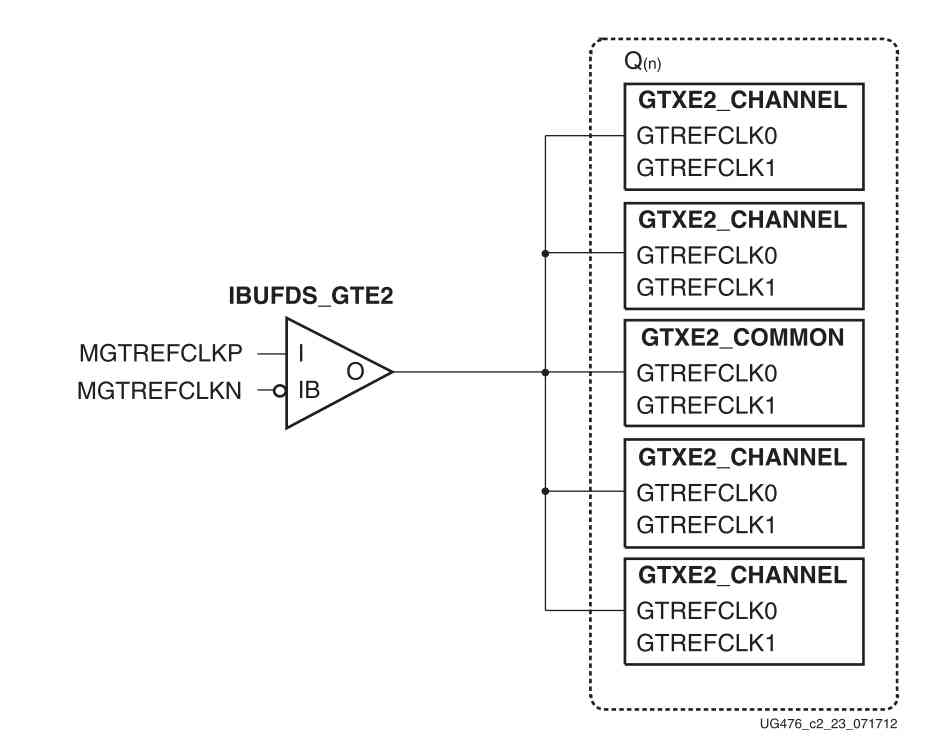 Q(n)
GTXE2_CHANNEL
GTREFCLK0
GTREFCLK1
GTXE2_CHANNEL
GTREFCLK0
GTREFCLK1
IBUFDS_GTE2
MGTREFCLKP
I
O
MGTREFCLKN
IB
GTXE2_COMMON
GTREFCLK0
GTREFCLK1
GTXE2_CHANNEL
GTREFCLK0
GTREFCLK1
GTXE2_CHANNEL
GTREFCLK0
GTREFCLK1
UG476_c2_23_071712